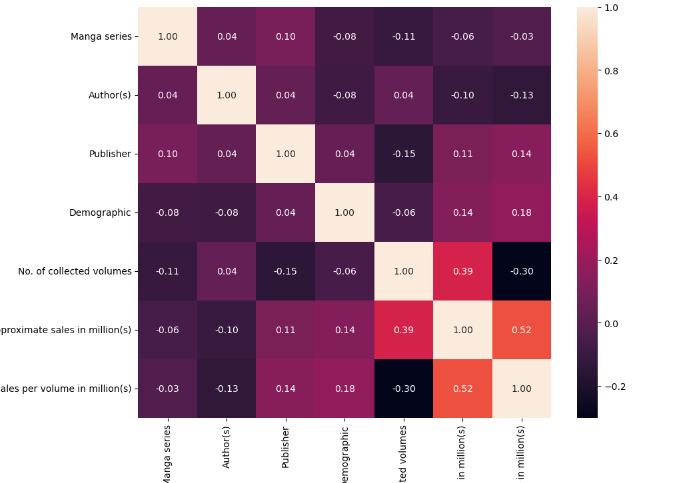 Manga series 1.00 0.04 0.10 -0.08 -0.11 -0.06 -0.03
Author(s) 0.04 1.00 0.04 -0.08 0.04 -0.10 -0.13
Publisher 0.10 0.04 1.00 0.04 -0.15 0.11 0.14
Demographic -0.08 -0.08 0.04 1.00 -0.06 0.14 0.18
No. of collected volumes -0.11 0.04 -0.15 -0.06 1.00 0.39 -0.30
proximate sales in million(s) -0.06 -0.10 0.11 0.14 0.39 1.00 0.52
ales per volume in million(s) -0.03 -0.13 0.14 0.18 -0.30 0.52 1.00
Manga series
Author(s)
Publisher
Demographic
ted volumes
in million(s)
in million(s)
1.0
0.8
0.6
0.4
0.2
0.0
−0.2